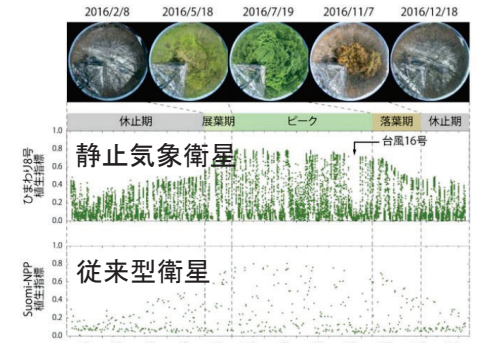 2016/2/8 2016/5/18 2016/7/19 2016/11/7 2016/12/18
休止期 展葉期 ピーク 落葉期 休止期
台風16号
静止気象衛星
ひまわり8号
植生指標
1.0
0.8
0.6
0.4
0.2
0.0
従来型衛星
Suomi-NPP
植生指標
1.0
0.8
0.6
0.4
0.2
0